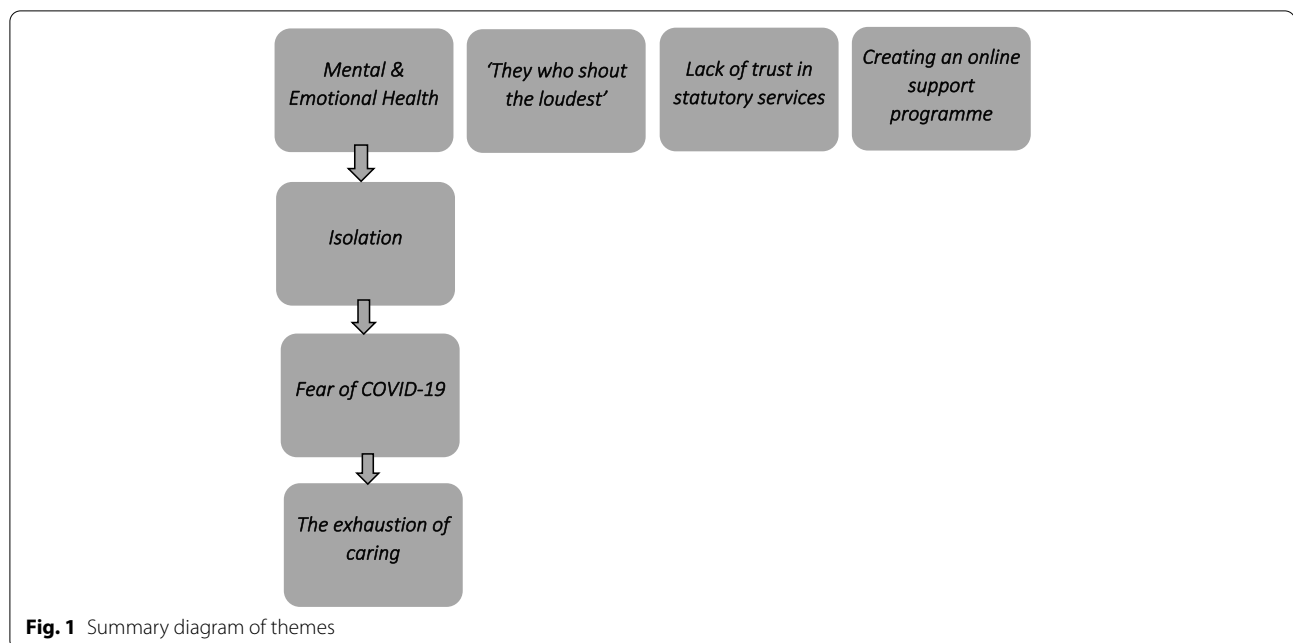 Mental &
Emotional Health
‘They who shout
the loudest’
Lack of trust in
statutory services
Creating an online
support
programme
Isolation
Fear of COVID-19
The exhaustion of
caring
Fig. 1 Summary diagram of themes